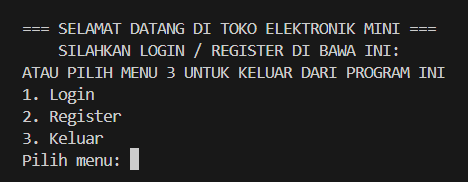 === SELAMAT DATANG DI TOKO ELEKTRONIK MINI ===
SILAHKAN LOGIN / REGISTER DI BAWA INI:
ATAU PILIH MENU 3 UNTUK KELUAR DARI PROGRAM INI
1. Login
2. Register
3. Keluar
Pilih menu: